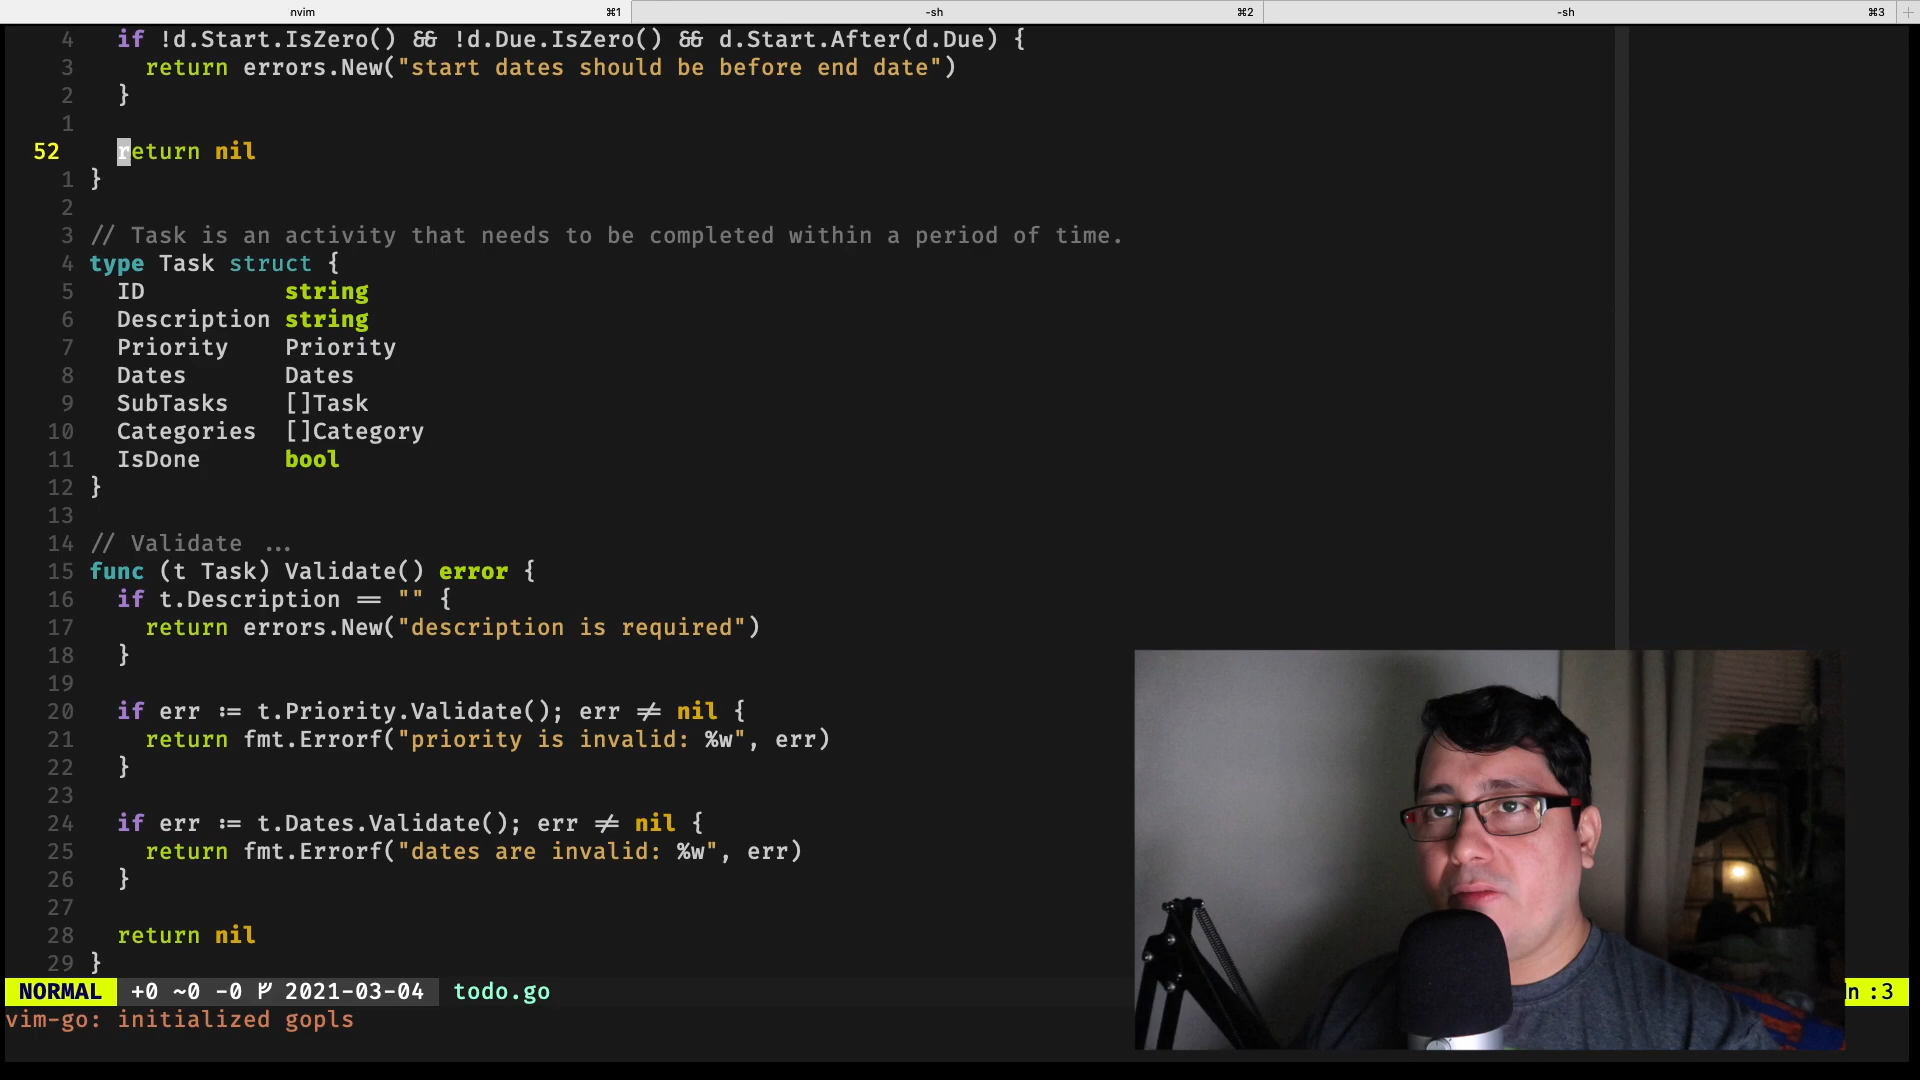 nvim ⌘1 -sh ⌘2 -sh ⌘3 +
4 if !d.Start.IsZero() && !d.Due.IsZero() && d.Start.After(d.Due) {
3 return errors.New("start dates should be before end date")
2 }
1
52 return nil
1 }
2
3 // Task is an activity that needs to be completed within a period of time.
4 type Task struct {
5 ID string
6 Description string
7 Priority Priority
8 Dates Dates
9 SubTasks []Task
10 Categories []Category
11 IsDone bool
12 }
13
14 // Validate ...
15 func (t Task) Validate() error {
16 if t.Description == "" {
17 return errors.New("description is required")
18 }
19
20 if err := t.Priority.Validate(); err != nil {
21 return fmt.Errorf("priority is invalid: %w", err)
22 }
23
24 if err := t.Dates.Validate(); err != nil {
25 return fmt.Errorf("dates are invalid: %w", err)
26 }
27
28 return nil
29 }
NORMAL +0 ~0 -0 2021-03-04 todo.go :3
vim-go: initialized gopls